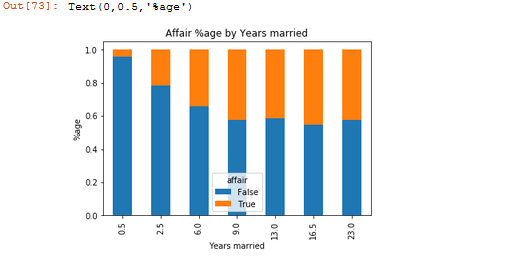 Out[73]: Text(0,0.5,'%age')
Affair %age by Years married
1.0
0.8
0.6
0.4
0.2
0.0
%age
affair
False
True
0.5
2.5
6.0
9.0
13.0
16.5
23.0
Years married